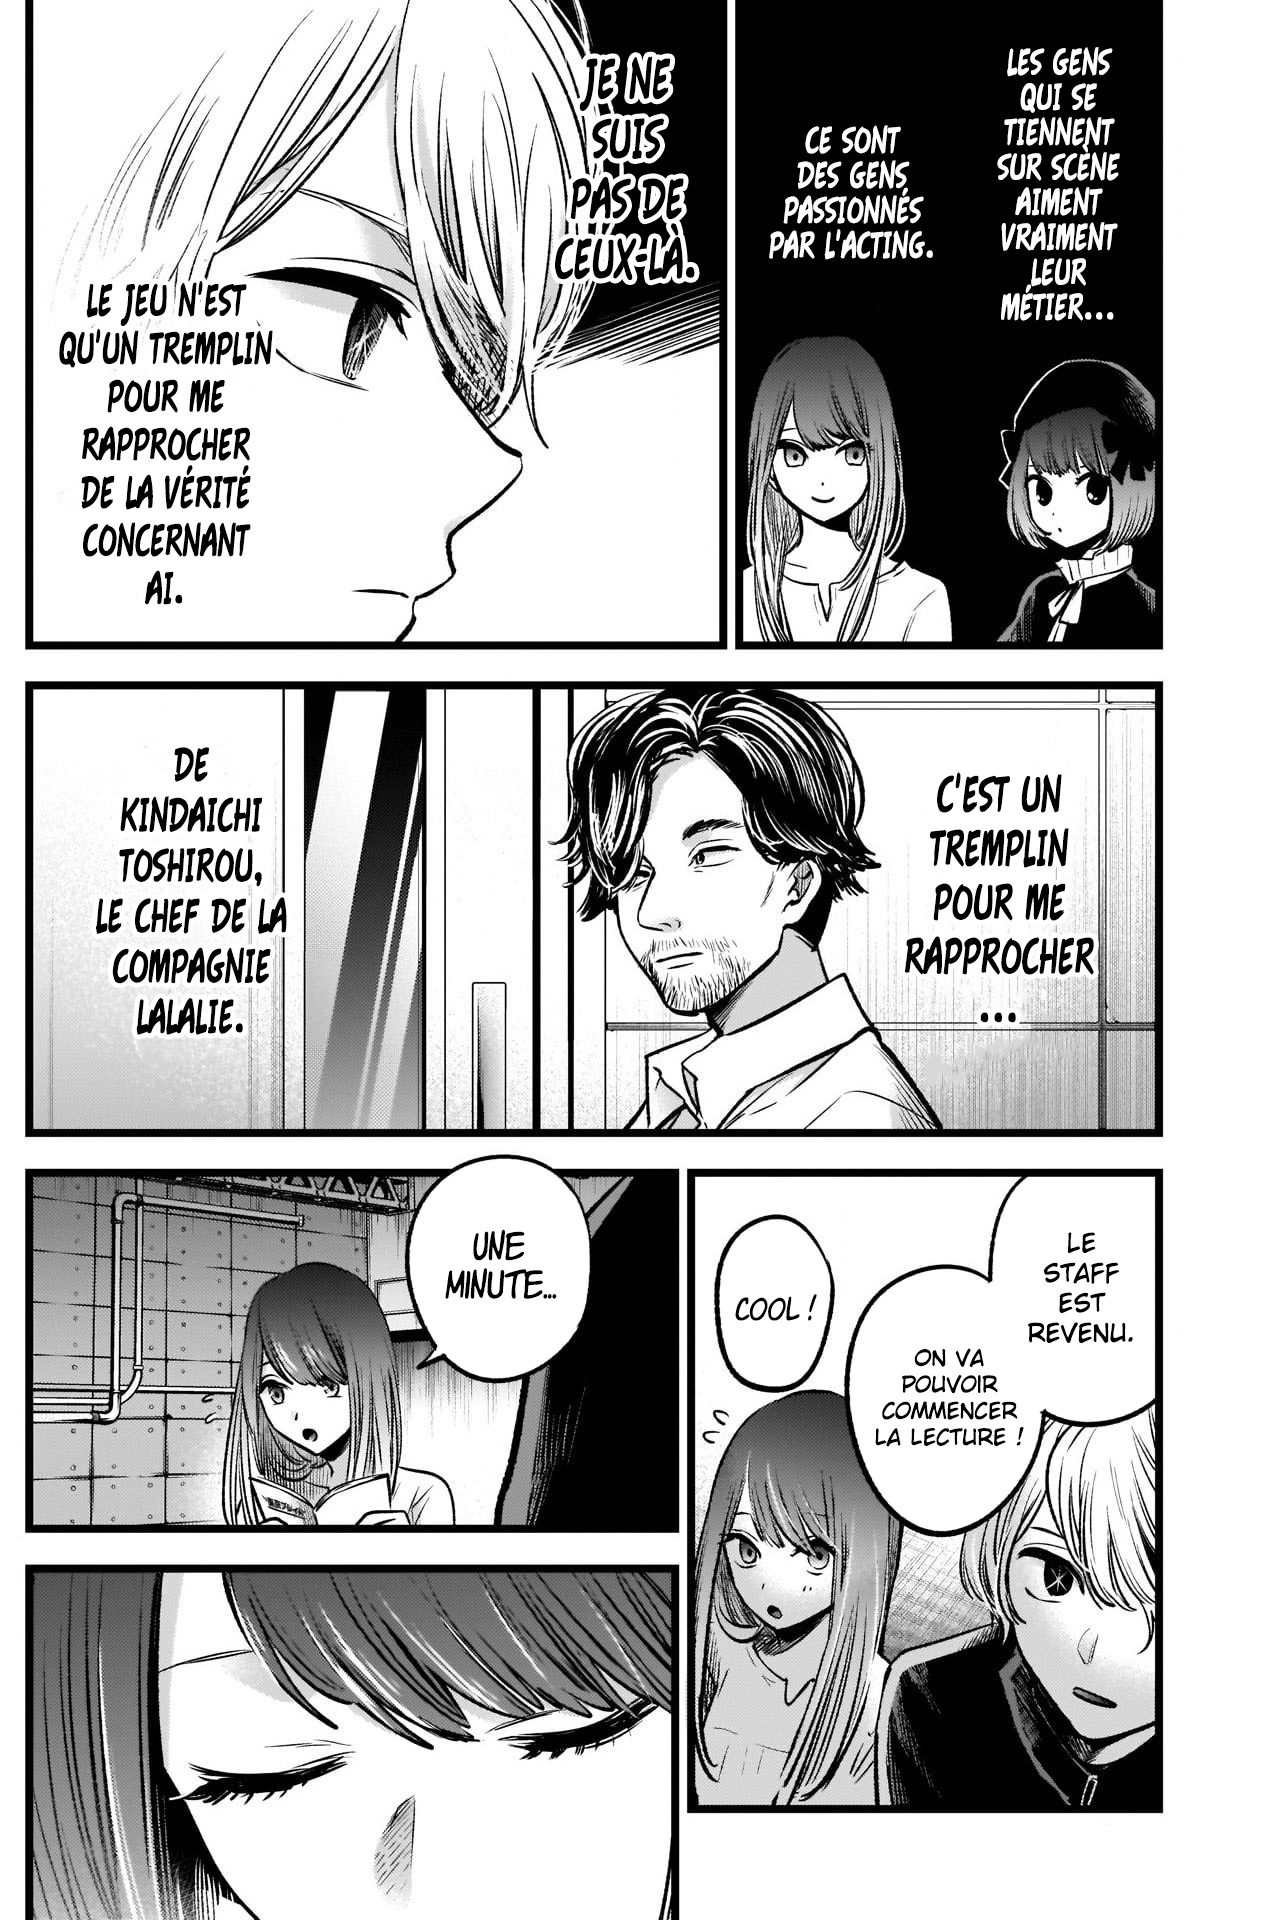 LES GENS
QUI SE
TIENNENT
SUR SCÈNE
AIMENT
VRAIMENT
LEUR
MÉTIER...
CE SONT
DES GENS
PASSIONNÉS
PAR L'ACTING.
JE NE
SUIS
PAS DE
CEUX-LÀ.
LE JEU N'EST
QU'UN TREMPLIN
POUR ME
RAPPROCHER
DE LA VÉRITÉ
CONCERNANT
AI.
C'EST UN
TREMPLIN
POUR ME
RAPPROCHER
...
DE
KINDAICHI
TOSHIROU,
LE CHEF DE LA
COMPAGNIE
LALALIE.
LE
STAFF
EST
REVENU.
ON VA
POUVOIR
COMMENCER
LA LECTURE !
COOL !
UNE
MINUTE...